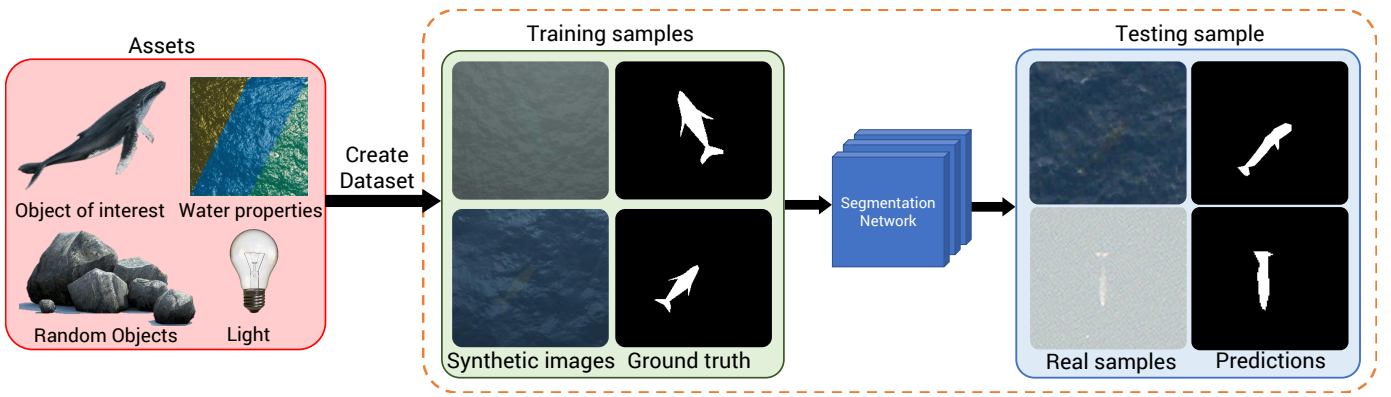 Assets
Object of interest
Water properties
Random Objects
Light
Create
Dataset
Training samples
Synthetic images
Ground truth
Segmentation
Network
Testing sample
Real samples
Predictions